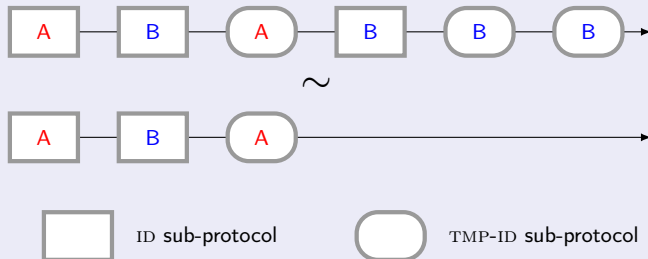 A B A B B B
∼
A B A
ID sub-protocol TMP-ID sub-protocol